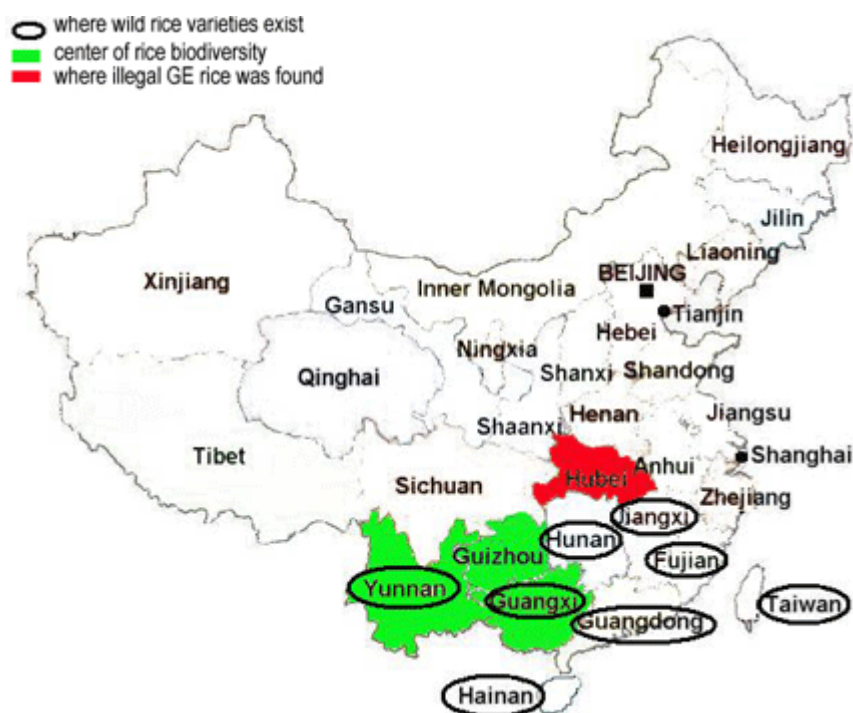 where wild rice varieties exist
center of rice biodiversity
where illegal GE rice was found
Heilongjiang
Jilin
Liaoning
BEIJING
Xinjiang
Inner Mongolia
Gansu
Tianjin
Hebei
Ningxia
Shanxi
Shandong
Qinghai
Henan
Jiangsu
Shaanxi
Tibet
Shanghai
Anhui
Hubei
Sichuan
Zhejiang
Jiangxi
Hunan
Guizhou
Fujian
Yunnan
Guangxi
Taiwan
Guangdong
Hainan